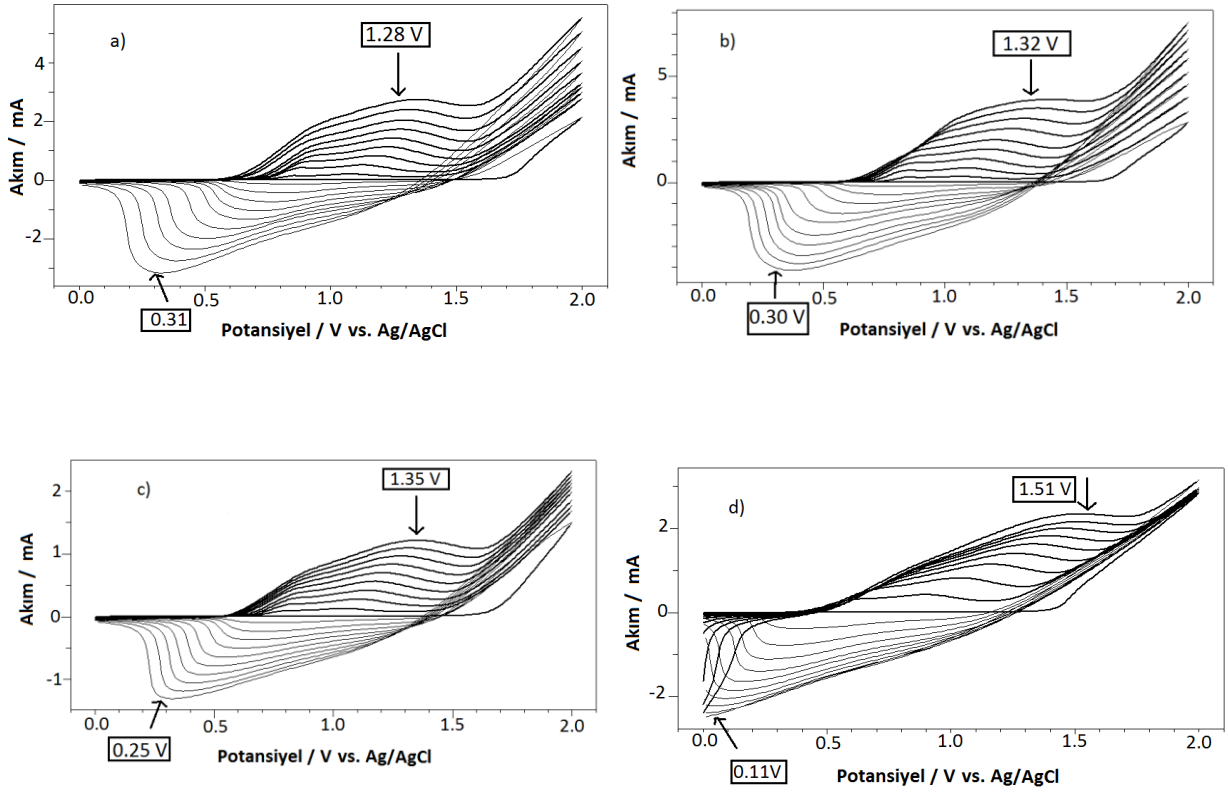 a)
1.28 V
4
2
0
-2
Akım / mA
0.0 0.5 1.0 1.5 2.0
0.31
Potansiyel / V vs. Ag/AgCl
b)
1.32 V
5
0
Akım / mA
0.0 0.5 1.0 1.5 2.0
0.30 V
Potansiyel / V vs. Ag/AgCl
c)
1.35 V
2
1
0
-1
Akım / mA
0.0 0.5 1.0 1.5 2.0
0.25 V
Potansiyel / V vs. Ag/AgCl
d)
1.51 V
2
0
-2
Akım / mA
0.0 0.5 1.0 1.5 2.0
0.11V
Potansiyel / V vs. Ag/AgCl